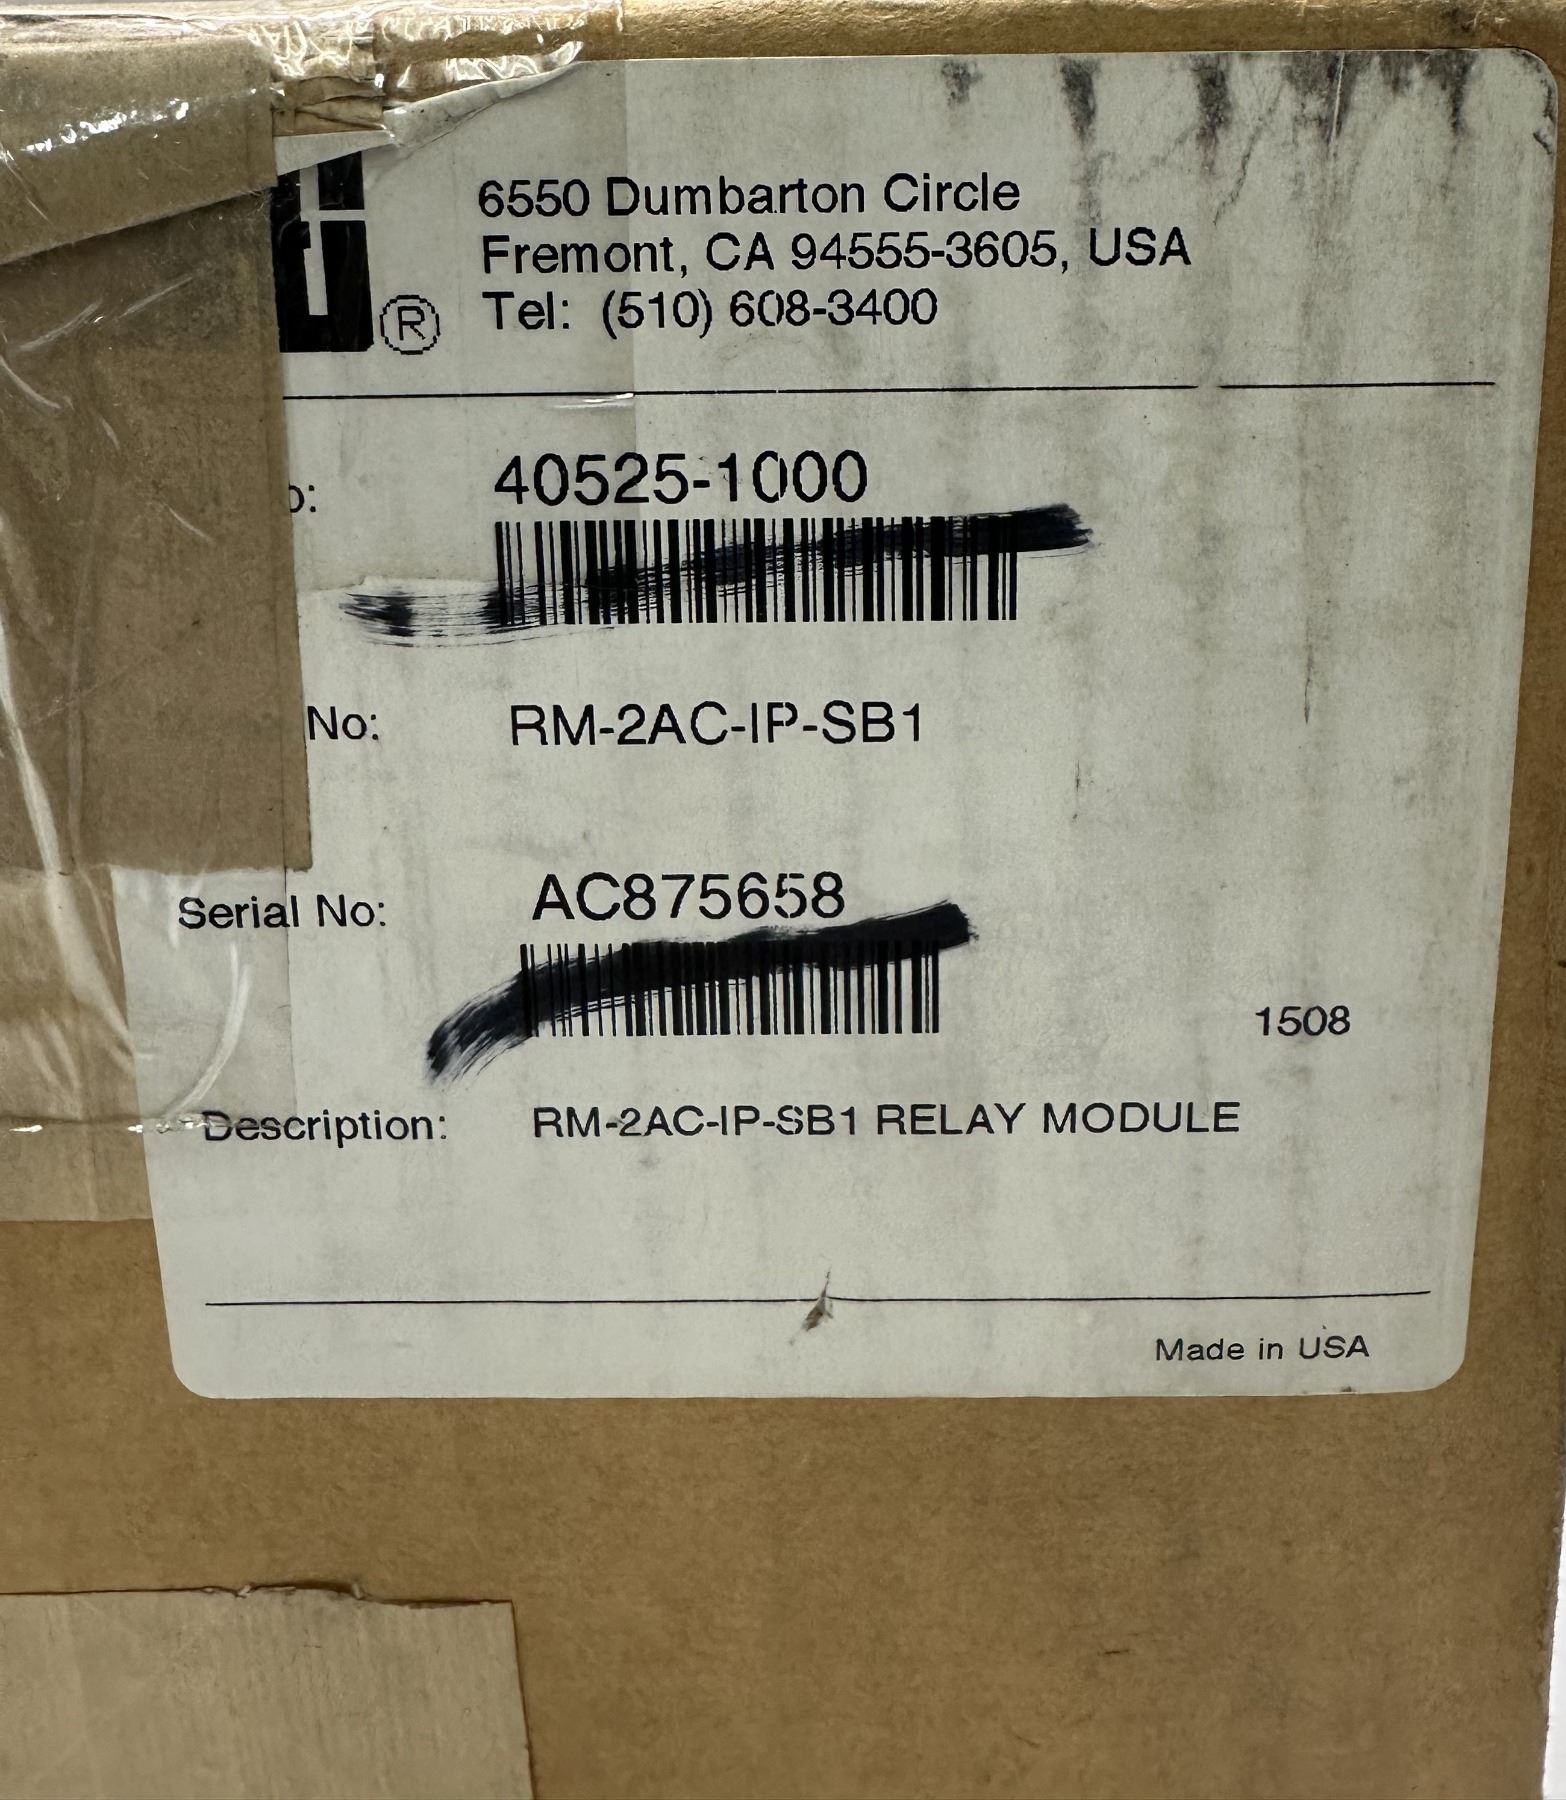 ®
6550 Dumbarton Circle
Fremont, CA 94555-3605, USA
Tel: (510) 608-3400
o: 40525-1000
No: RM-2AC-IP-SB1
Serial No: AC875658
1508
Description: RM-2AC-IP-SB1 RELAY MODULE
Made in USA